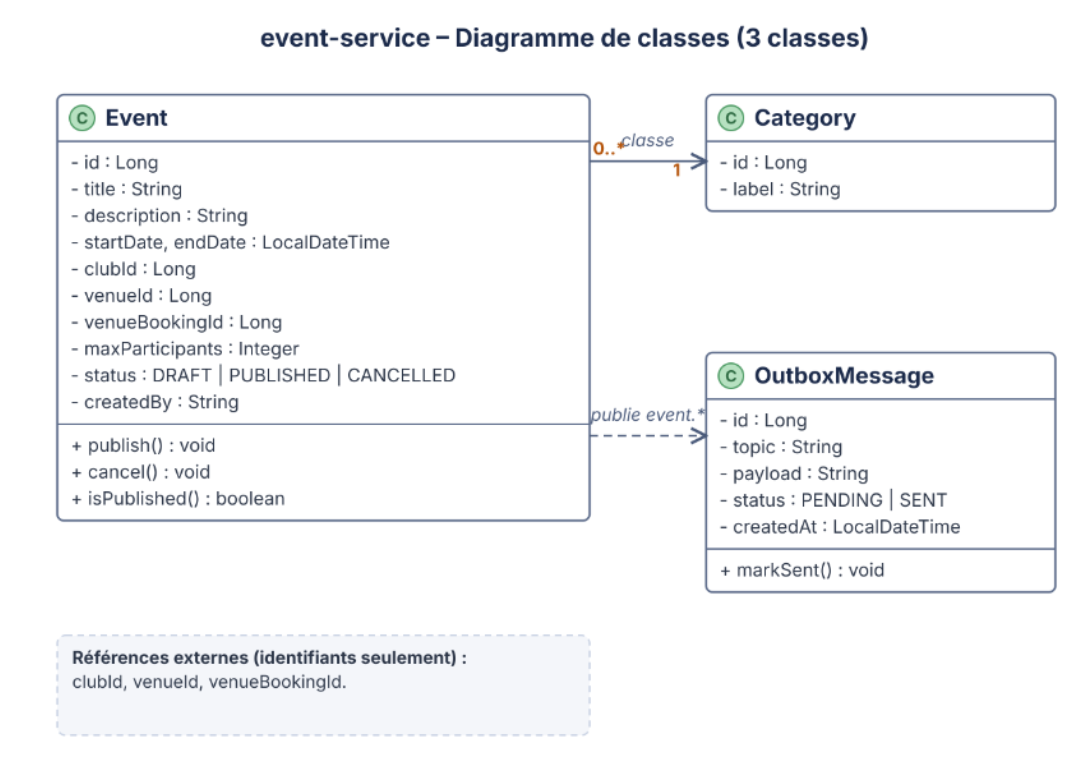 event-service – Diagramme de classes (3 classes)
C Event
- id : Long
- title : String
- description : String
- startDate, endDate : LocalDateTime
- clubId : Long
- venueId : Long
- venueBookingId : Long
- maxParticipants : Integer
- status : DRAFT | PUBLISHED | CANCELLED
- createdBy : String
+ publish() : void
+ cancel() : void
+ isPublished() : boolean
0..*
classe
1
C Category
- id : Long
- label : String
publie event.*
C OutboxMessage
- id : Long
- topic : String
- payload : String
- status : PENDING | SENT
- createdAt : LocalDateTime
+ markSent() : void
Références externes (identifiants seulement) :
clubId, venueId, venueBookingId.